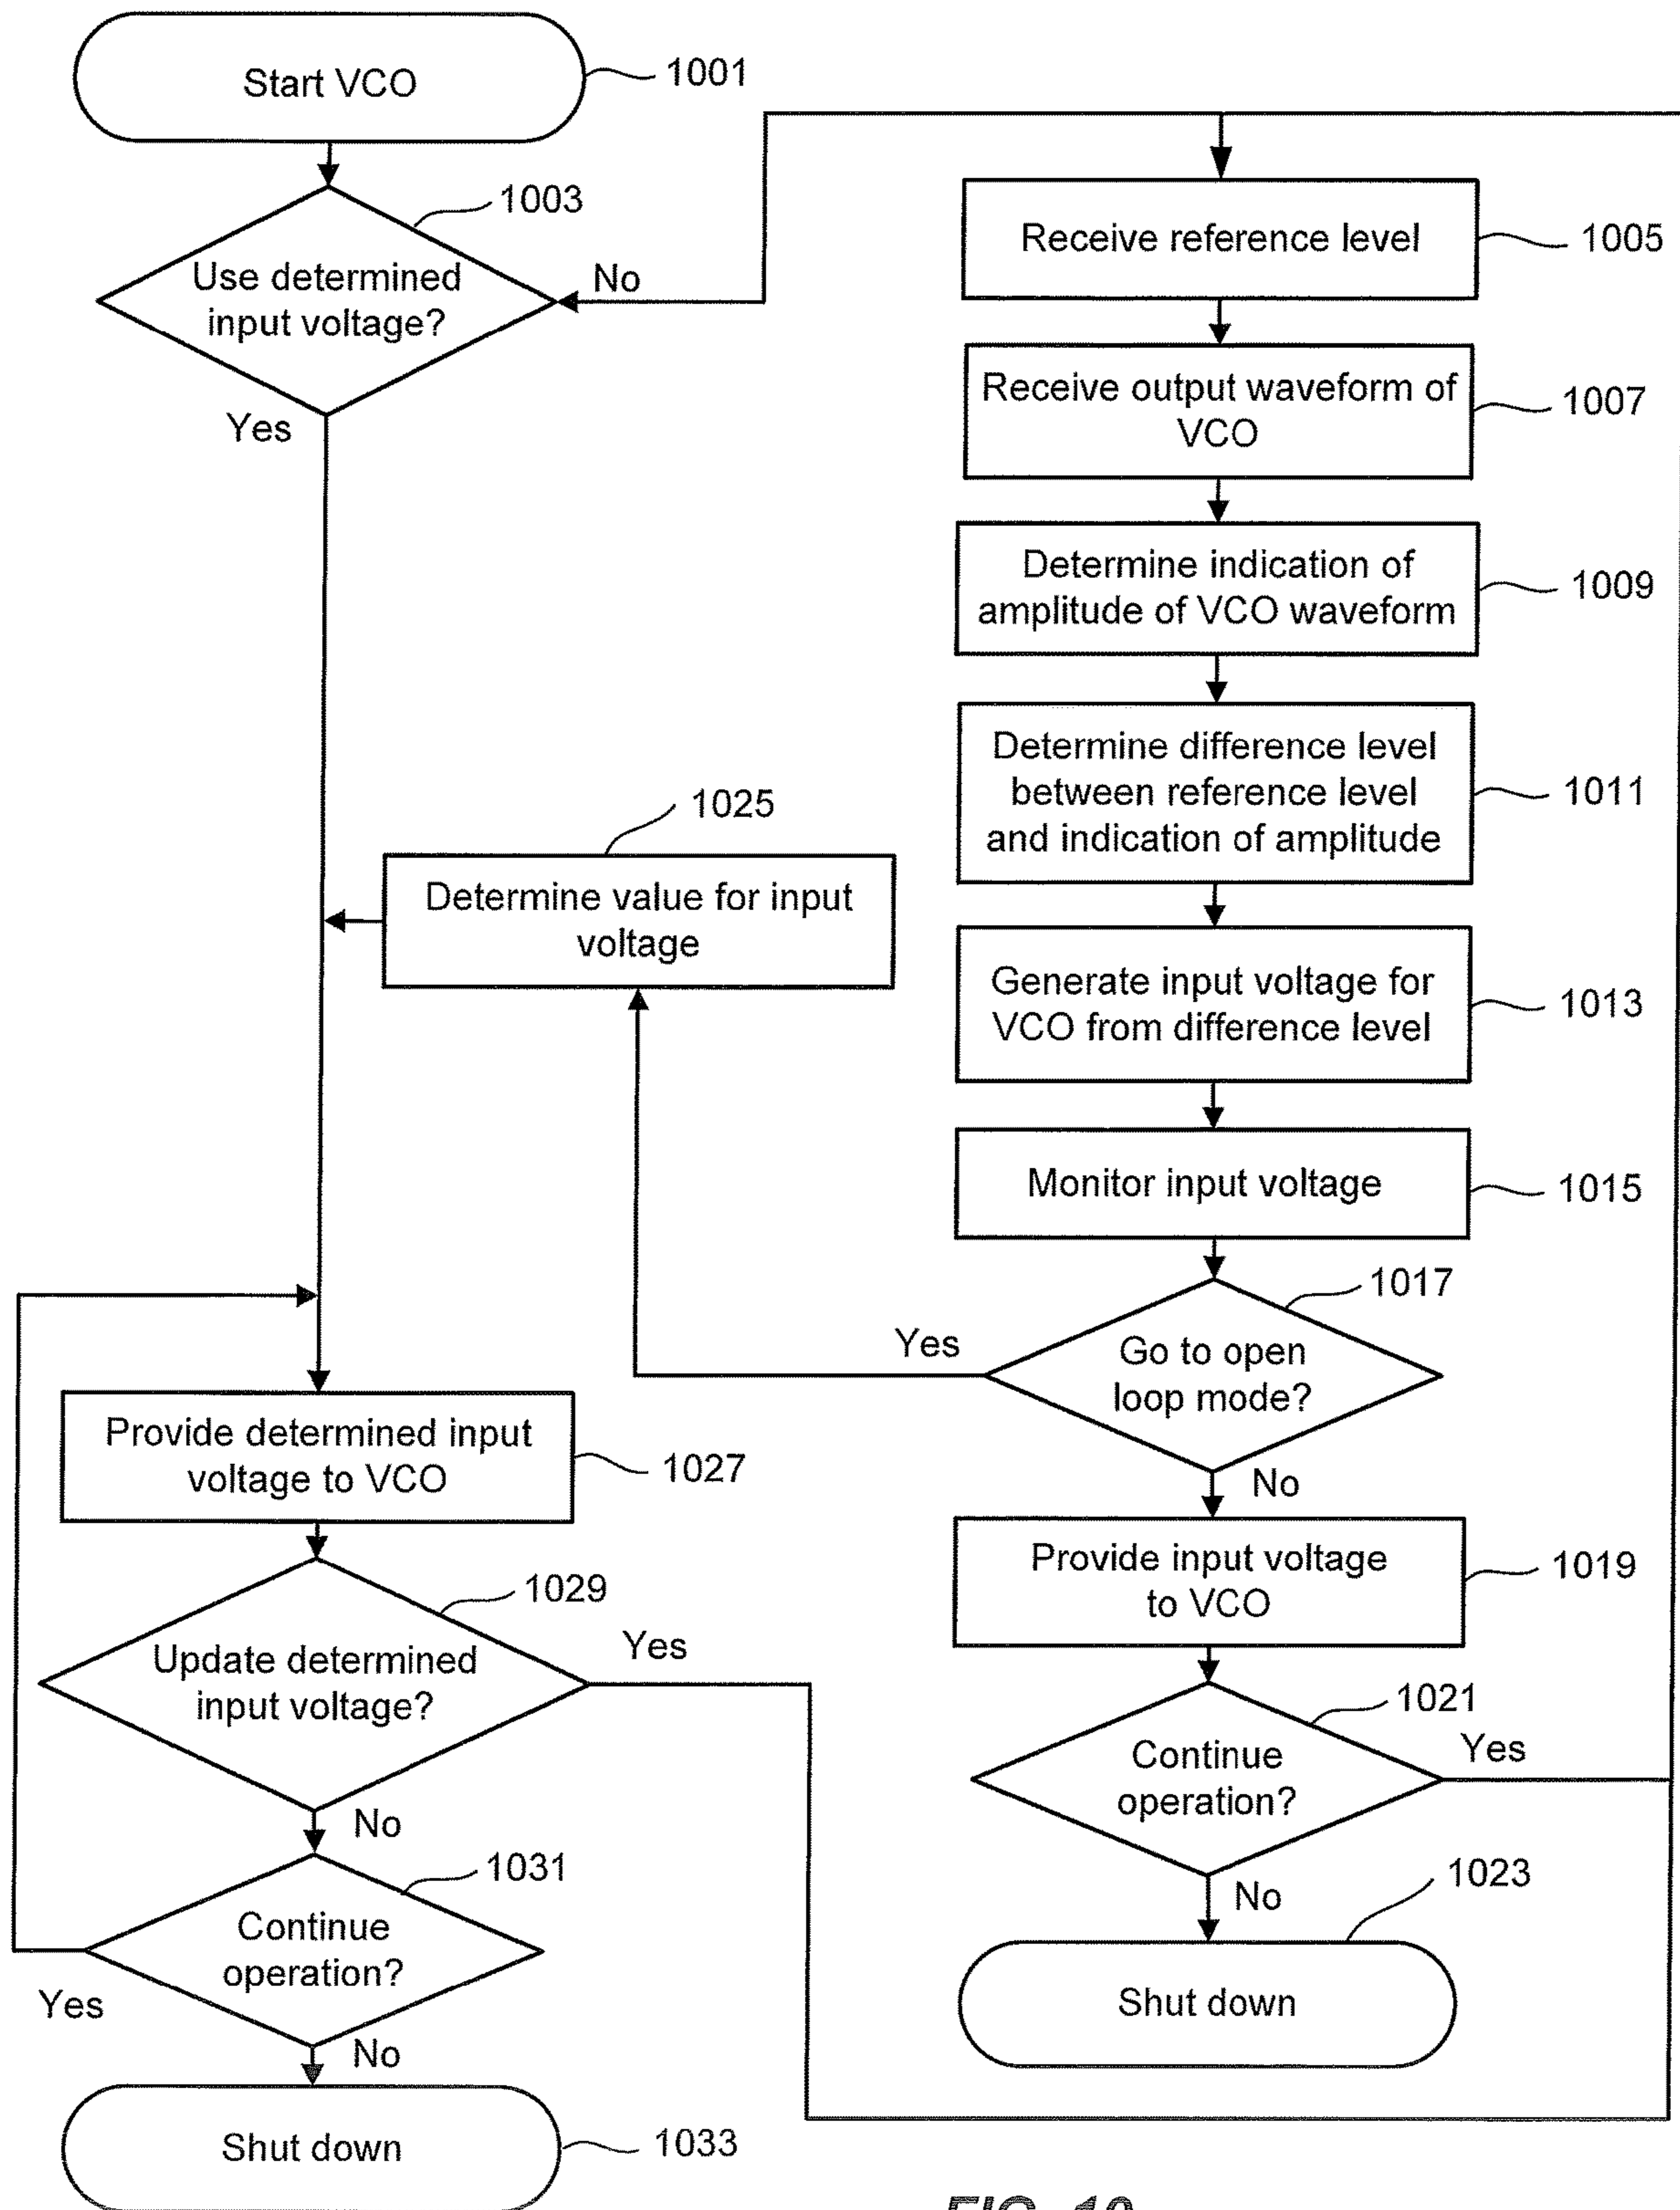 Start VCO
1001
1003
Use determined
input voltage?
No
Yes
Receive reference level
1005
Receive output waveform of
VCO
1007
Determine indication of
amplitude of VCO waveform
1009
Determine difference level
between reference level
and indication of amplitude
1011
Generate input voltage for
VCO from difference level
1013
Monitor input voltage
1015
1017
Go to open
loop mode?
Yes
No
1025
Determine value for input
voltage
Provide input voltage
to VCO
1019
1021
Continue
operation?
Yes
No
1023
Shut down
Provide determined input
voltage to VCO
1027
1029
Update determined
input voltage?
Yes
No
1031
Continue
operation?
Yes
No
Shut down
1033
FIG. 10